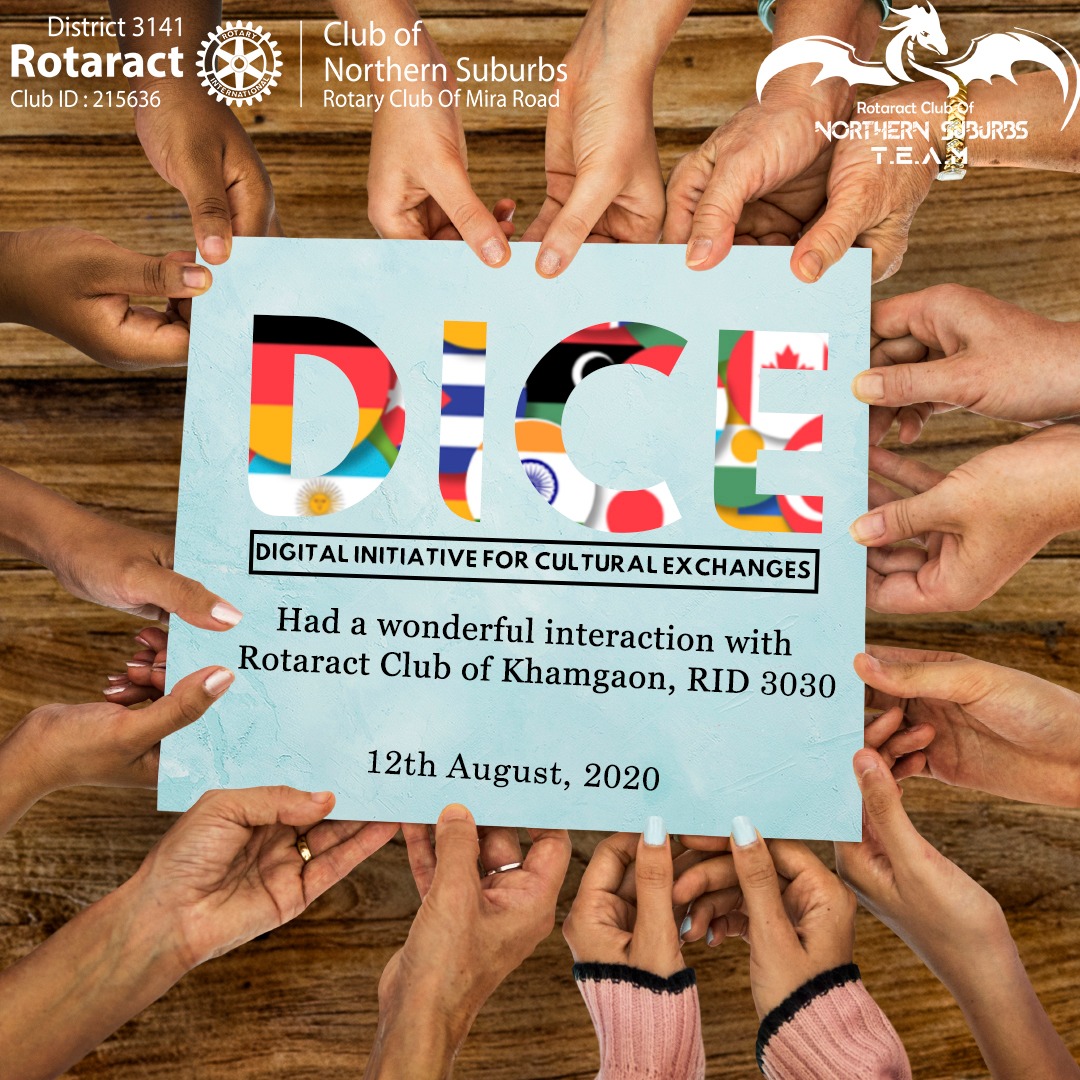 District 3141
Rotaract
Club ID : 215636
ROTARY
INTERNATIONAL
Club of
Northern Suburbs
Rotary Club Of Mira Road
Rotaract Club Of
NORTHERN SUBURBS
T.E.A.M
DICE
DIGITAL INITIATIVE FOR CULTURAL EXCHANGES
Had a wonderful interaction with
Rotaract Club of Khamgaon, RID 3030
12th August, 2020